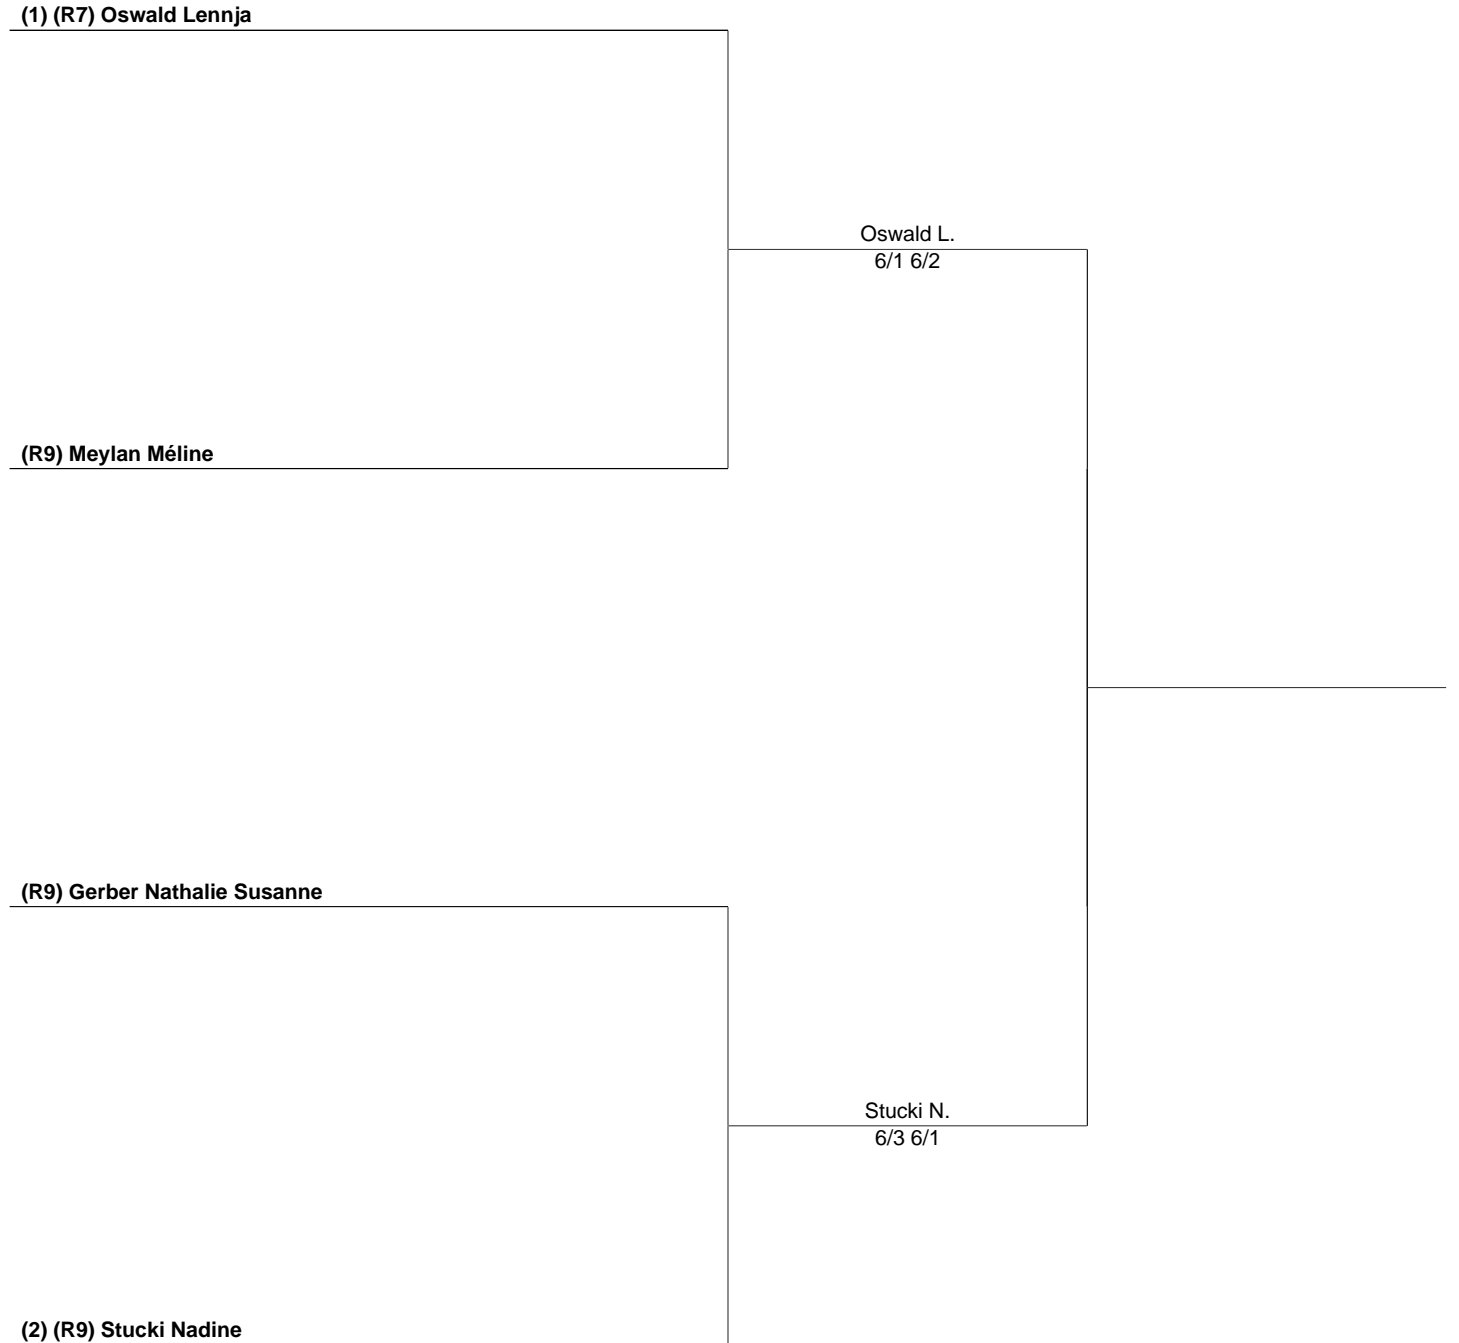 (1) (R7) Oswald Lennja
Oswald L.
6/1 6/2
(R9) Meylan Méline
(R9) Gerber Nathalie Susanne
Stucki N.
6/3 6/1
(2) (R9) Stucki Nadine